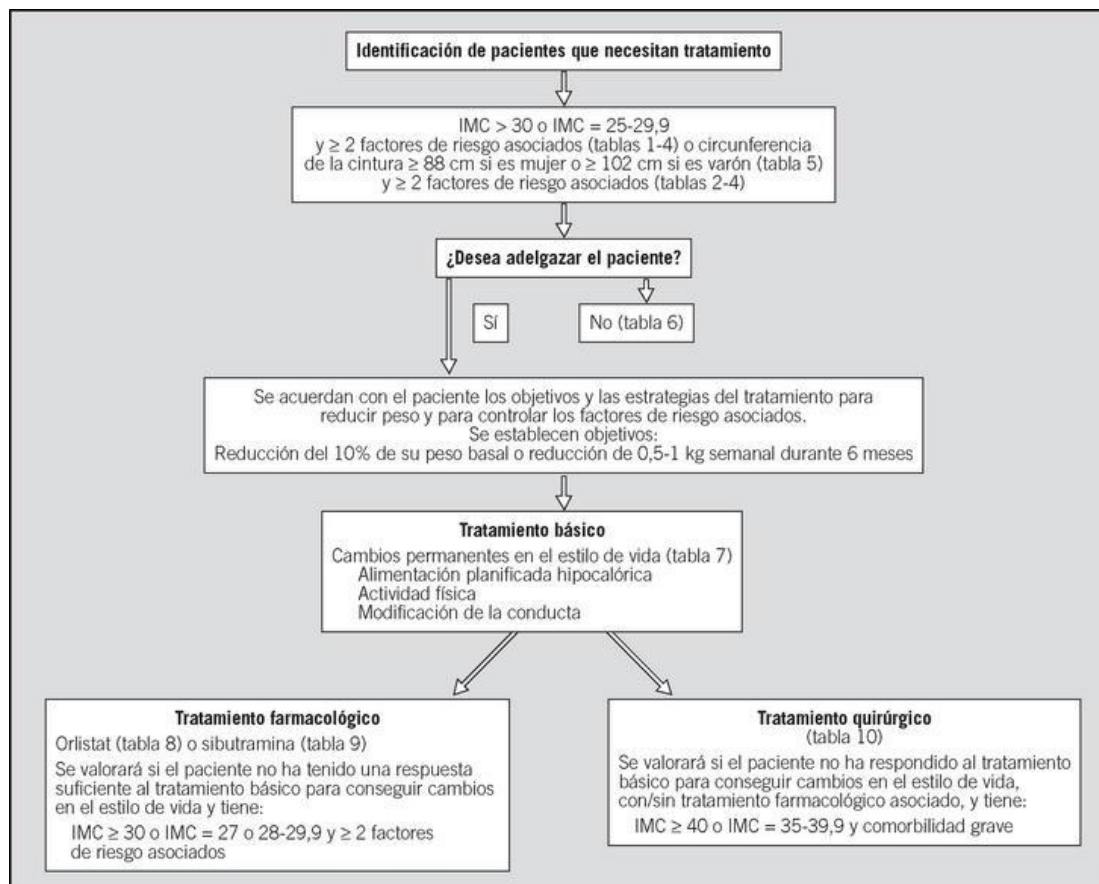 Identificación de pacientes que necesitan tratamiento
IMC > 30 o IMC = 25-29,9
y ≥ 2 factores de riesgo asociados (tablas 1-4) o circunferencia
de la cintura ≥ 88 cm si es mujer o ≥ 102 cm si es varón (tabla 5)
y ≥ 2 factores de riesgo asociados (tablas 2-4)
¿Desea adelgazar el paciente?
Sí
No (tabla 6)
Se acuerdan con el paciente los objetivos y las estrategias del tratamiento para
reducir peso y para controlar los factores de riesgo asociados.
Se establecen objetivos:
Reducción del 10% de su peso basal o reducción de 0,5-1 kg semanal durante 6 meses
Tratamiento básico
Cambios permanentes en el estilo de vida (tabla 7)
Alimentación planificada hipocalórica
Actividad física
Modificación de la conducta
Tratamiento farmacológico
Orlistat (tabla 8) o sibutramina (tabla 9)
Se valorará si el paciente no ha tenido una respuesta
suficiente al tratamiento básico para conseguir cambios
en el estilo de vida y tiene:
IMC ≥ 30 o IMC = 27 o 28-29,9 y ≥ 2 factores
de riesgo asociados
Tratamiento quirúrgico
(tabla 10)
Se valorará si el paciente no ha respondido al tratamiento
básico para conseguir cambios en el estilo de vida,
con/sin tratamiento farmacológico asociado, y tiene:
IMC ≥ 40 o IMC = 35-39,9 y comorbilidad grave